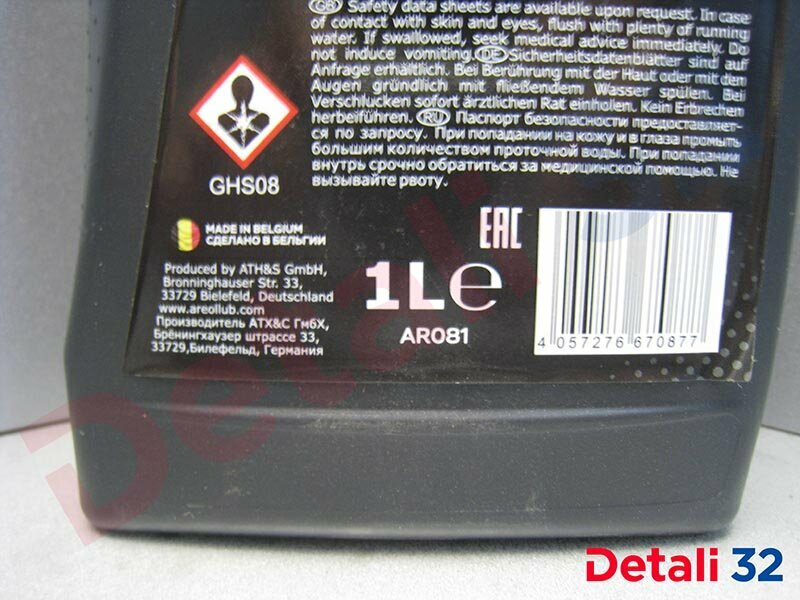 GB Safety data sheets are available upon request. In case
of contact with skin and eyes, flush with plenty of running
water. If swallowed, seek medical advice immediately. Do
not induce vomiting. DE Sicherheitsdatenblätter sind auf
Anfrage erhältlich. Bei Berührung mit der Haut oder mit den
Augen gründlich mit fließendem Wasser spülen. Bei
Verschlucken sofort ärztlichen Rat einholen. Kein Erbrechen
herbeiführen. RU Паспорт безопасности предоставляет-
ся по запросу. При попадании на кожу и в глаза промыть
большим количеством проточной воды. При попадании
внутрь срочно обратиться за медицинской помощью. Не
вызывайте рвоту.
GHS08
MADE IN BELGIUM
СДЕЛАНО В БЕЛЬГИИ
Produced by ATH&S GmbH,
Bronninghauser Str. 33,
33729 Bielefeld, Deutschland
www.areollub.com
Производитель АТХ&С ГмбХ,
Брёнингхаузер штрассе 33,
33729,Билефельд, Германия
EAC
1L e
AR081
4 057276 670877
Detali 32
Detali 32